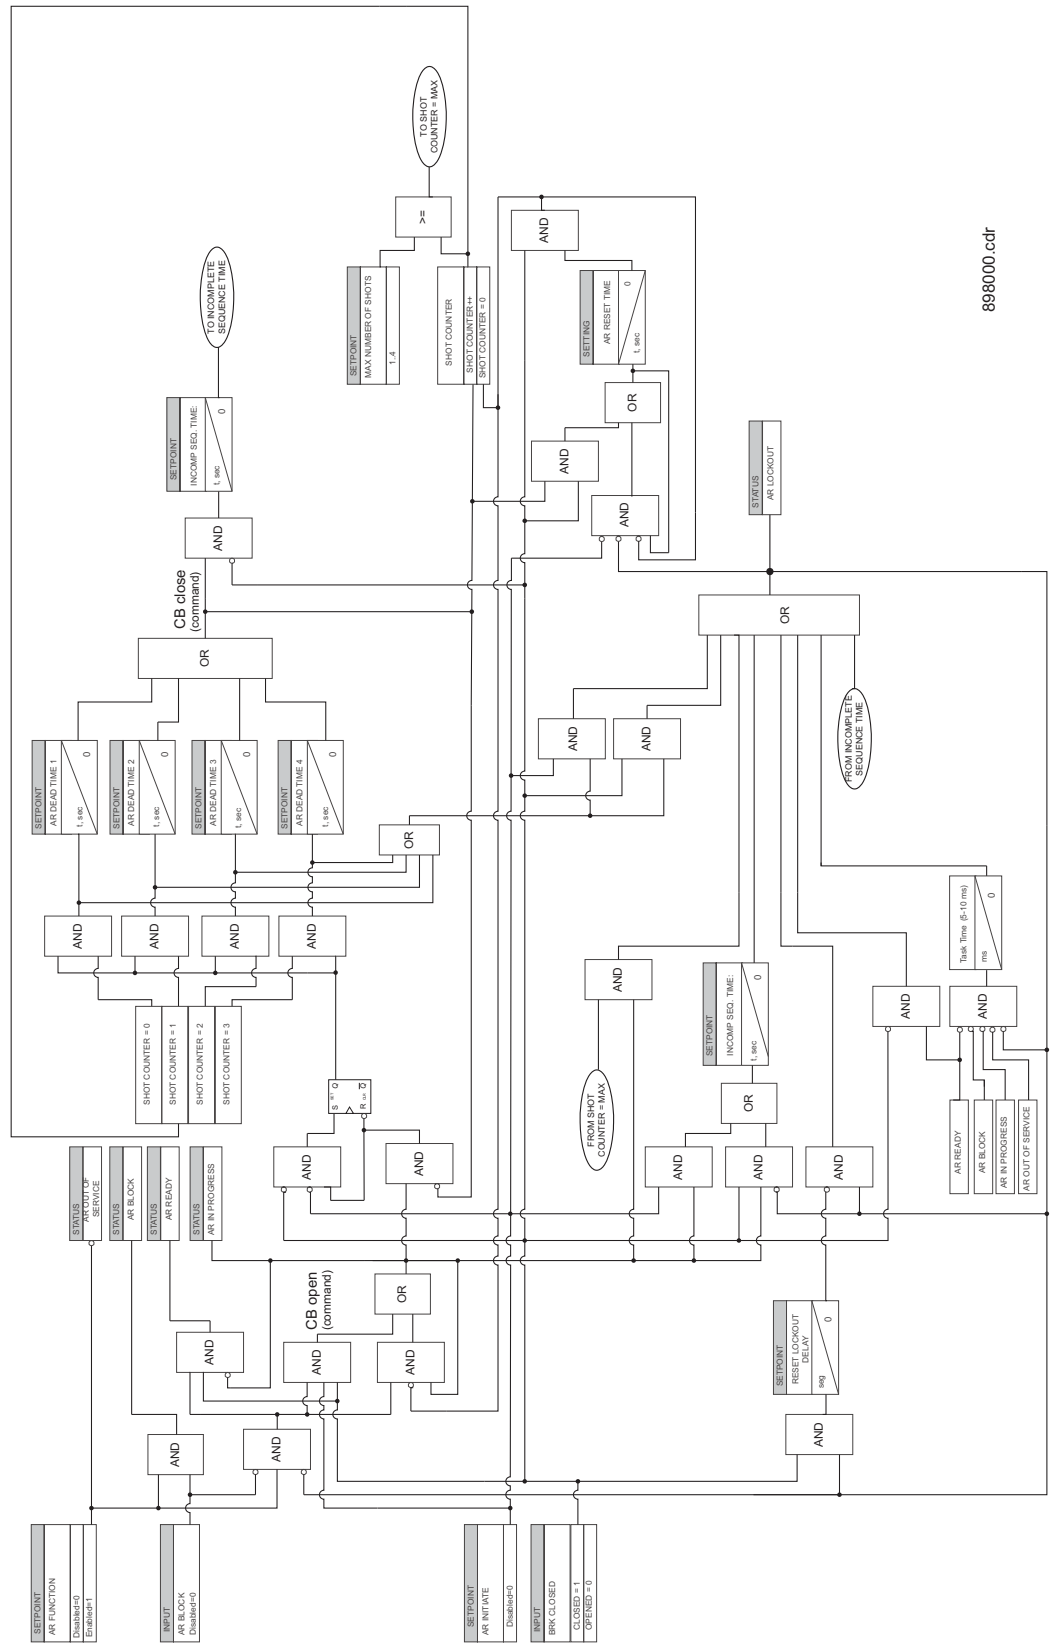 SETPOINT
AR FUNCTION
Disabled=0
Enabled=1
INPUT
AR BLOCK
Disabled=0
SETPOINT
AR INITIATE
Disabled=0
INPUT
BRK CLOSED
CLOSED = 1
OPENED = 0
AND
AND
AND
AND
AND
AND
CB open
(command)
OR
SETPOINT
RESET LOCKOUT
DELAY
seg
0
STATUS
AR OUT OF
SERVICE
STATUS
AR BLOCK
STATUS
AR READY
STATUS
AR IN PROGRESS
AND
AND
AND
AND
AND
AR READY
AR BLOCK
AR IN PROGRESS
AR OUT OF SERVICE
SHOT COUNTER = 0
SHOT COUNTER = 1
SHOT COUNTER = 2
SHOT COUNTER = 3
S
Q
R
Q
FROM SHOT
COUNTER = MAX
OR
SETPOINT
INCOMP SEQ. TIME:
t, sec
0
AND
AND
AND
AND
AND
AND
AND
Task Time (5-10 ms)
ms
0
SETPOINT
AR DEAD TIME 1
t, sec
0
SETPOINT
AR DEAD TIME 2
t, sec
0
SETPOINT
AR DEAD TIME 3
t, sec
0
SETPOINT
AR DEAD TIME 4
t, sec
0
OR
AND
AND
FROM INCOMPLETE
SEQUENCE TIME
OR
CB close
(command)
OR
AND
SETPOINT
INCOMP SEQ. TIME:
t, sec
0
TO INCOMPLETE
SEQUENCE TIME
AND
AND
OR
STATUS
AR LOCKOUT
SETPOINT
MAX NUMBER OF SHOTS
1..4
SHOT COUNTER
SHOT COUNTER++
SHOT COUNTER = 0
SETTING
AR RESET TIME
t, sec
0
>=
AND
TO SHOT
COUNTER = MAX
898000.cdr